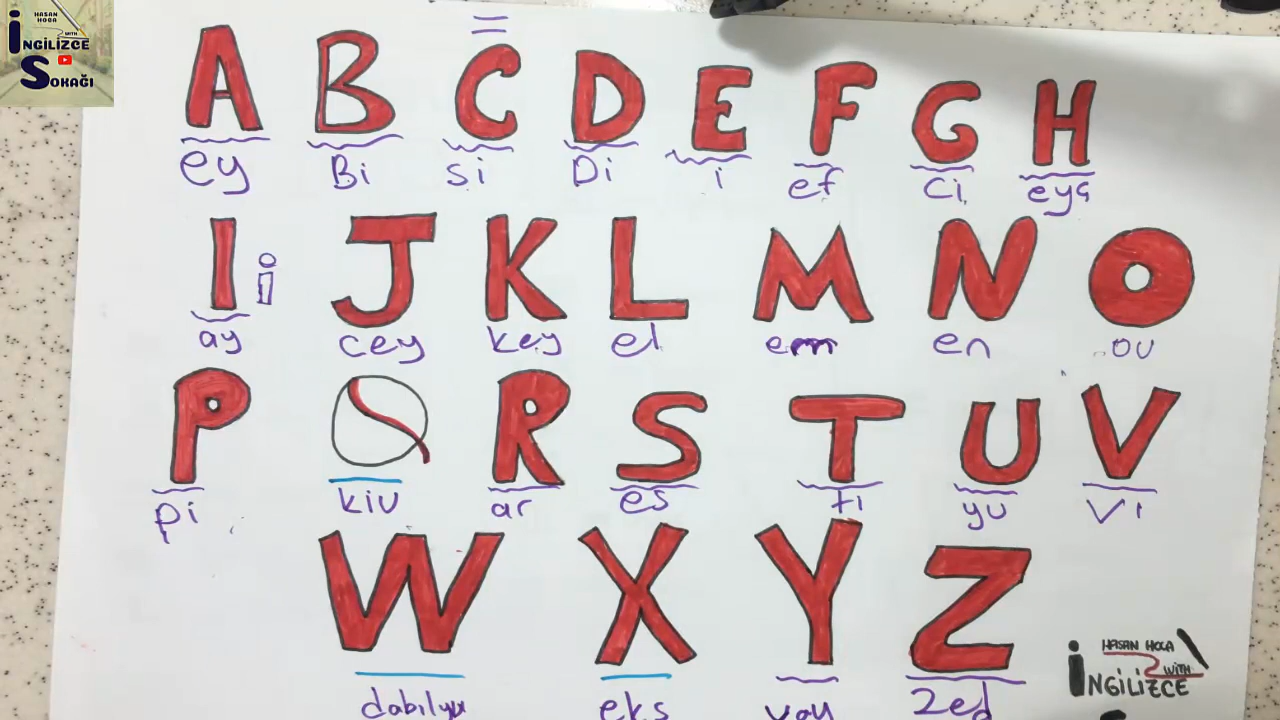 HASAN HOCA
WITH
İNGİLİZCE
SOKAĞI
A B C D E F G H
ey Bi si Di i ef Ci eyç
I i J K L M N O
ay cey key el em en ou
P Q R S T U V
pi kiu ar es ti yu vi
W X Y Z
dabılyu eks vay Zed
HASAN HOCA
WITH
İNGİLİZCE